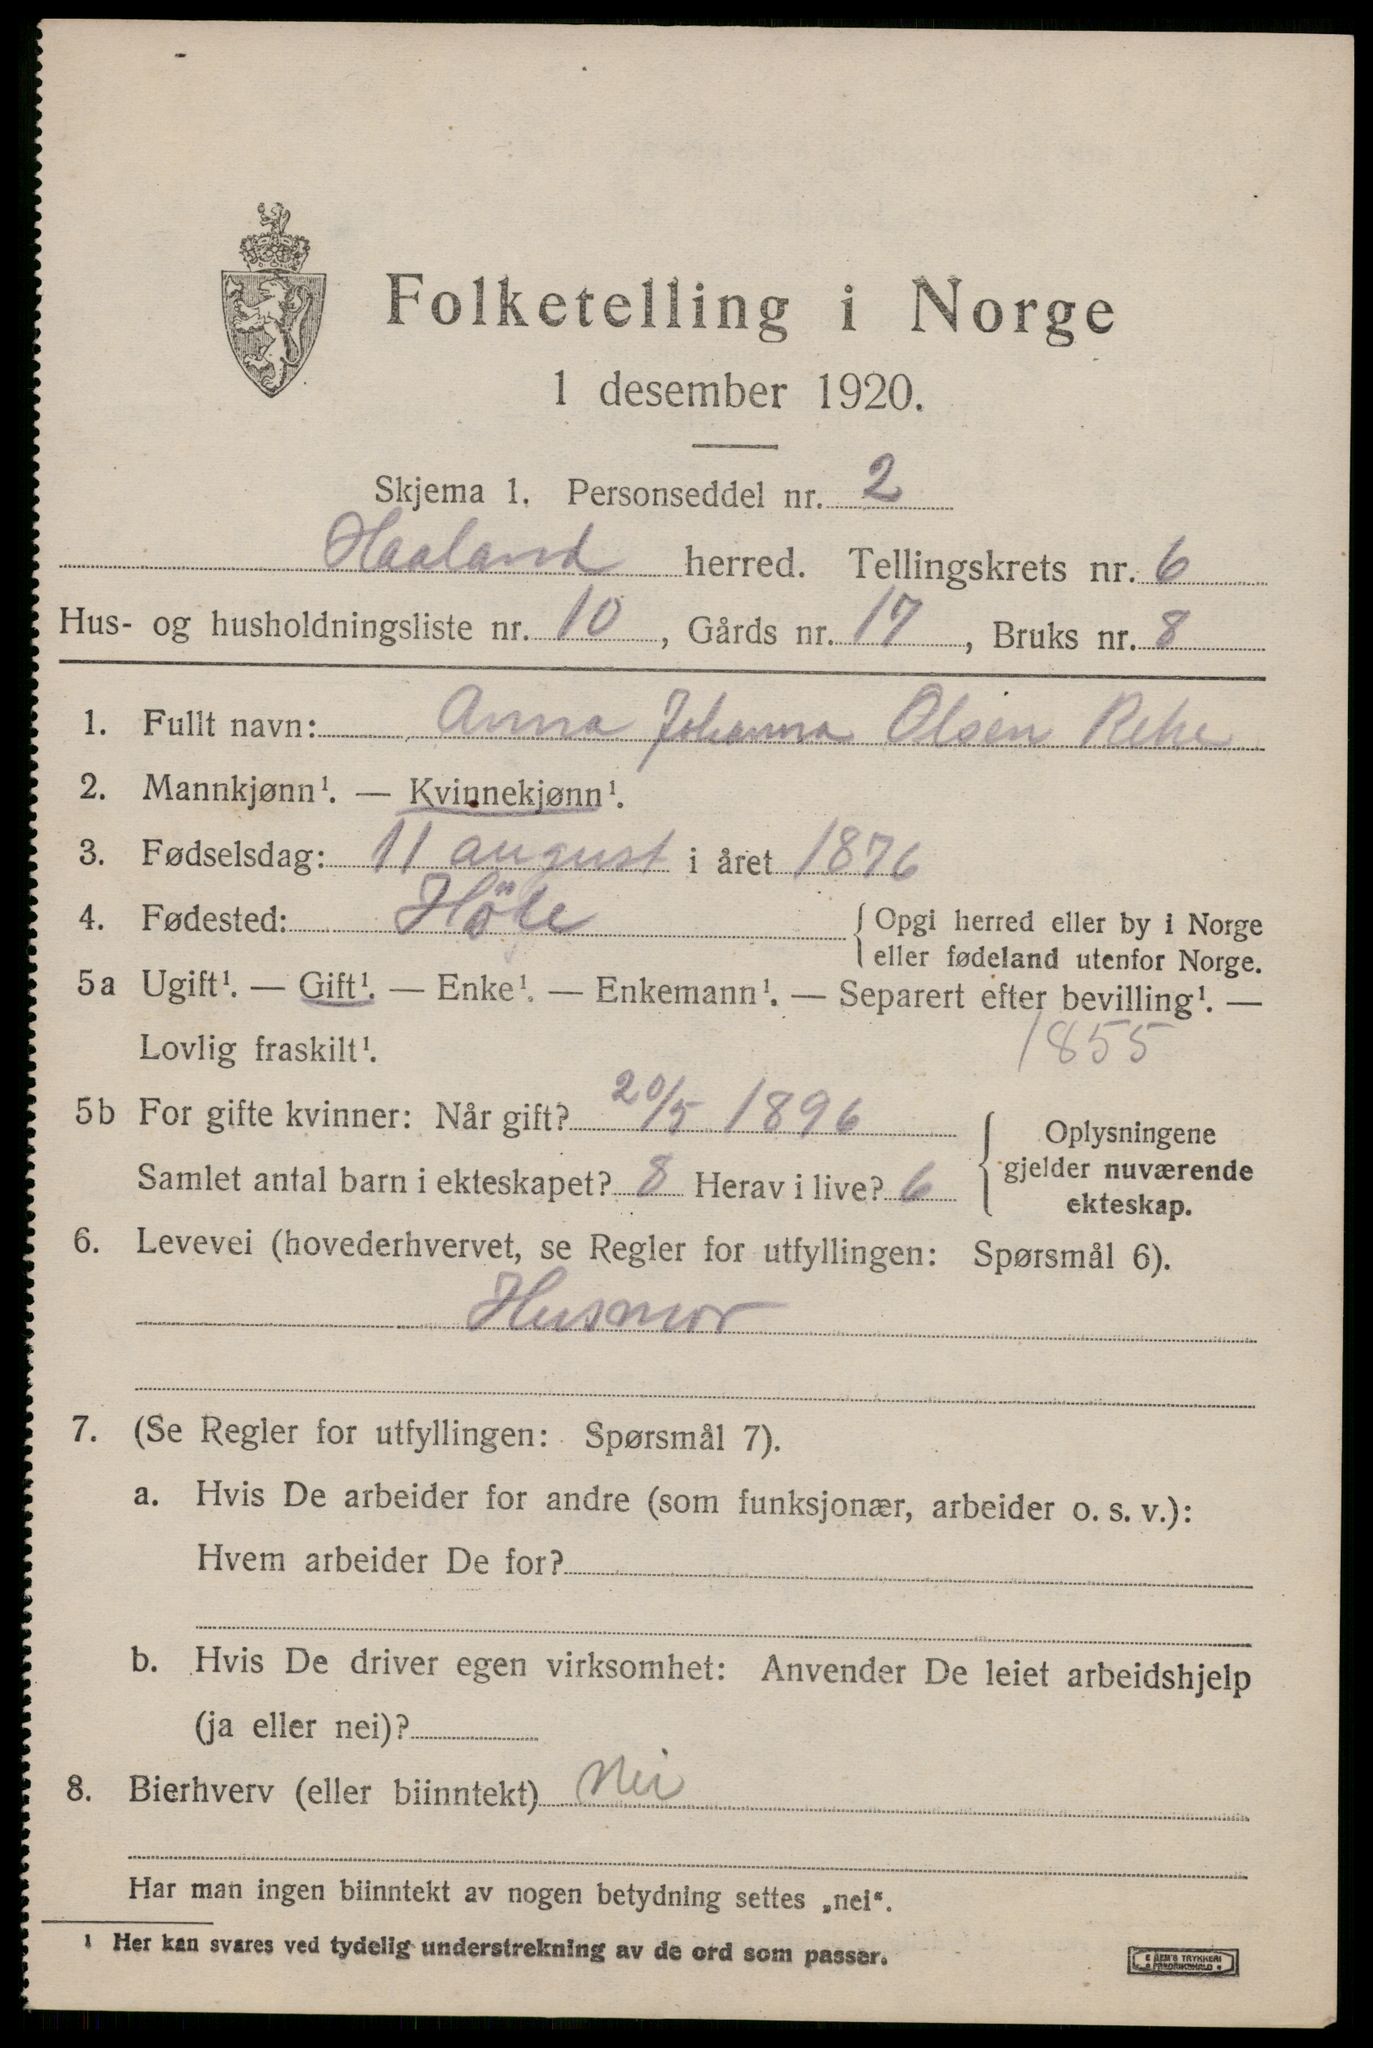 Folketelling i Norge
1 desember 1920.
Skjema 1. Personseddel nr. 2
Haaland herred. Tellingskrets nr. 6
Hus- og husholdningsliste nr. 10, Gårds nr. 17, Bruks nr. 8
1. Fullt navn: Anna Johanna Olsen Reke
2. Mannkjønn¹. — Kvinnekjønn¹.
3. Fødselsdag: 11 august i året 1876
4. Fødested: Höle { Opgi herred eller by i Norge
eller fødeland utenfor Norge.
5a Ugift¹. — Gift¹. — Enke¹. — Enkemann¹. — Separert efter bevilling¹. —
Lovlig fraskilt¹. 1855
5b For gifte kvinner: Når gift? 20/5 1896
Samlet antal barn i ekteskapet? 8 Herav i live? 6
{ Oplysningene
gjelder nuværende
ekteskap.
6. Levevei (hovederhvervet, se Regler for utfyllingen: Spørsmål 6).
Husmor
7. (Se Regler for utfyllingen: Spørsmål 7).
a. Hvis De arbeider for andre (som funksjonær, arbeider o. s. v.):
Hvem arbeider De for?
b. Hvis De driver egen virksomhet: Anvender De leiet arbeidshjelp
(ja eller nei)?
8. Bierhverv (eller biinntekt) Nei
Har man ingen biinntekt av nogen betydning settes „nei“.
¹ Her kan svares ved tydelig understrekning av de ord som passer.
TRYKKERI
FREDRIKSHALD